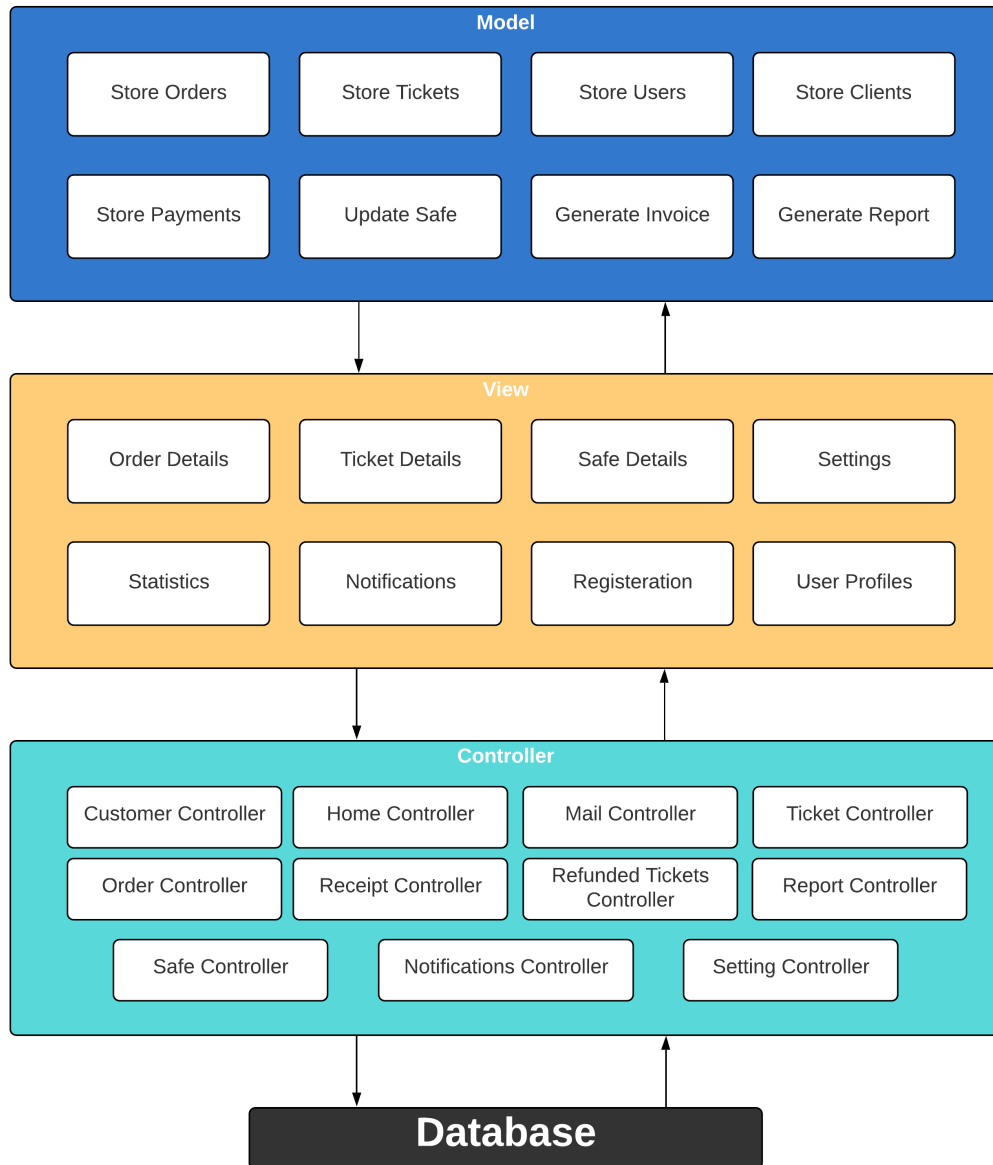 Model
Store Orders
Store Tickets
Store Users
Store Clients
Store Payments
Update Safe
Generate Invoice
Generate Report
View
Order Details
Ticket Details
Safe Details
Settings
Statistics
Notifications
Registeration
User Profiles
Controller
Customer Controller
Home Controller
Mail Controller
Ticket Controller
Order Controller
Receipt Controller
Refunded Tickets
Controller
Report Controller
Safe Controller
Notifications Controller
Setting Controller
Database